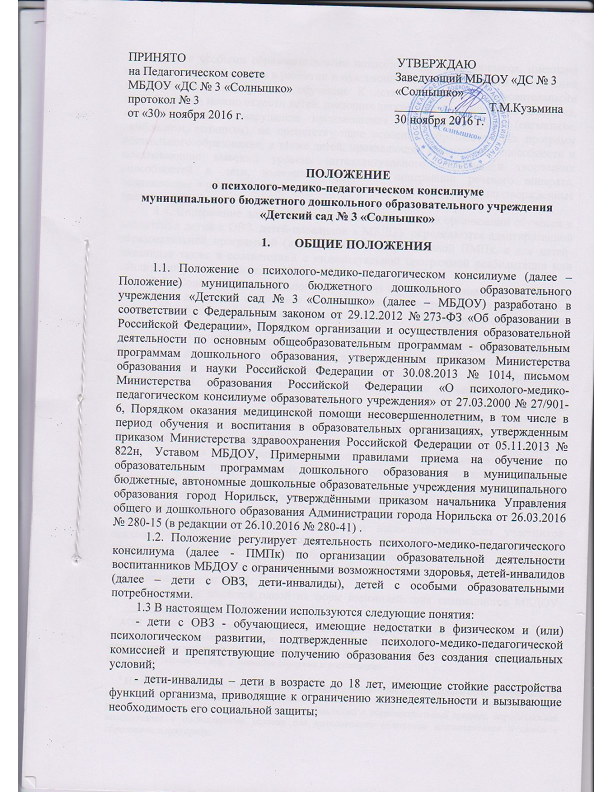 ПРИНЯТО
на Педагогическом совете
МБДОУ «ДС № 3 «Солнышко»
протокол № 3
от «30» ноября 2016 г.
УТВЕРЖДАЮ
Заведующий МБДОУ «ДС № 3
«Солнышко»
Т.М.Кузьмина
30 ноября 2016 г.
ПОЛОЖЕНИЕ
о психолого-медико-педагогическом консилиуме
муниципального бюджетного дошкольного образовательного учреждения
«Детский сад № 3 «Солнышко»
1. ОБЩИЕ ПОЛОЖЕНИЯ
1.1. Положение о психолого-медико-педагогическом консилиуме (далее –
Положение) муниципального бюджетного дошкольного образовательного
учреждения «Детский сад № 3 «Солнышко» (далее – МБДОУ) разработано в
соответствии с Федеральным законом от 29.12.2012 № 273-ФЗ «Об образовании в
Российской Федерации», Порядком организации и осуществления образовательной
деятельности по основным общеобразовательным программам - образовательным
программам дошкольного образования, утвержденным приказом Министерства
образования и науки Российской Федерации от 30.08.2013 № 1014, письмом
Министерства образования Российской Федерации «О психолого-медико-
педагогическом консилиуме образовательного учреждения» от 27.03.2000 № 27/901-
6, Порядком оказания медицинской помощи несовершеннолетним, в том числе в
период обучения и воспитания в образовательных организациях, утвержденным
приказом Министерства здравоохранения Российской Федерации от 05.11.2013 №
822н, Уставом МБДОУ, Примерными правилами приема на обучение по
образовательным программам дошкольного образования в муниципальные
бюджетные, автономные дошкольные образовательные учреждения муниципального
образования город Норильск, утверждёнными приказом начальника Управления
общего и дошкольного образования Администрации города Норильска от 26.03.2016
№ 280-15 (в редакции от 26.10.2016 № 280-41) .
1.2. Положение регулирует деятельность психолого-медико-педагогического
консилиума (далее - ПМПк) по организации образовательной деятельности
воспитанников МБДОУ с ограниченными возможностями здоровья, детей-инвалидов
(далее – дети с ОВЗ, дети-инвалиды), детей с особыми образовательными
потребностями.
1.3 В настоящем Положении используются следующие понятия:
- дети с ОВЗ - обучающиеся, имеющие недостатки в физическом и (или)
психологическом развитии, подтвержденные психолого-медико-педагогической
комиссией и препятствующие получению образования без создания специальных
условий;
- дети-инвалиды – дети в возрасте до 18 лет, имеющие стойкие расстройства
функций организма, приводящие к ограничению жизнедеятельности и вызывающие
необходимость его социальной защиты;